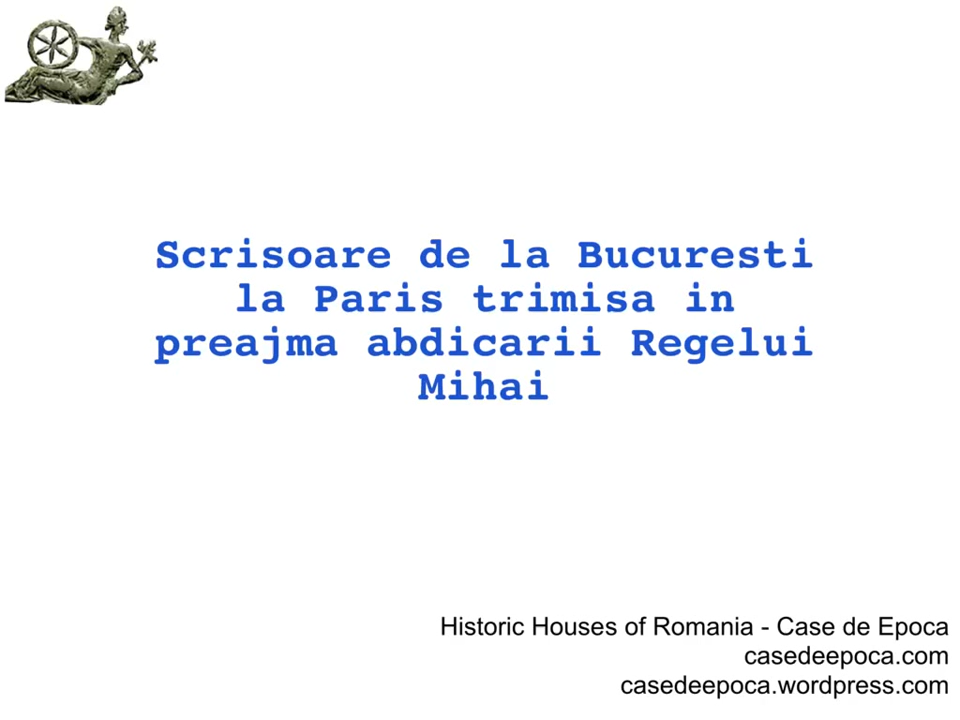 Scrisoare de la Bucuresti
la Paris trimisa in
preajma abdicarii Regelui
Mihai
Historic Houses of Romania - Case de Epoca
casedeepoca.com
casedeepoca.wordpress.com